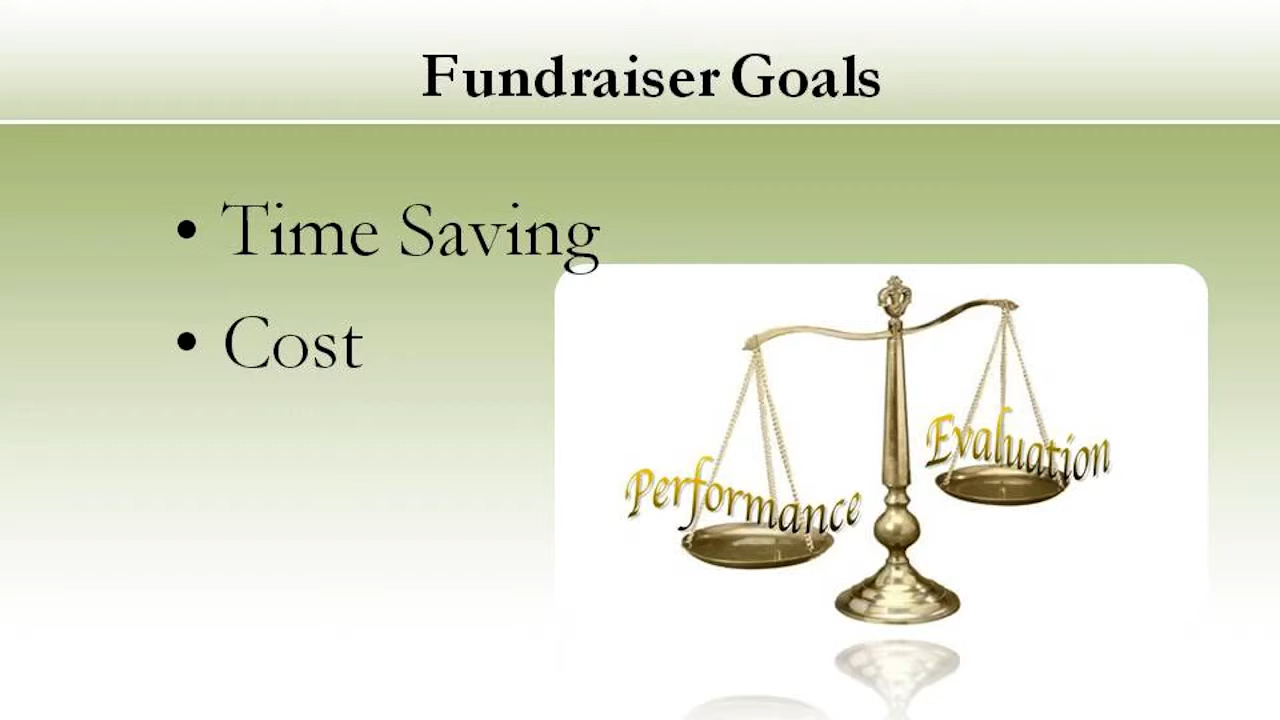 Fundraiser Goals
• Time Saving
• Cost
Performance
Evaluation